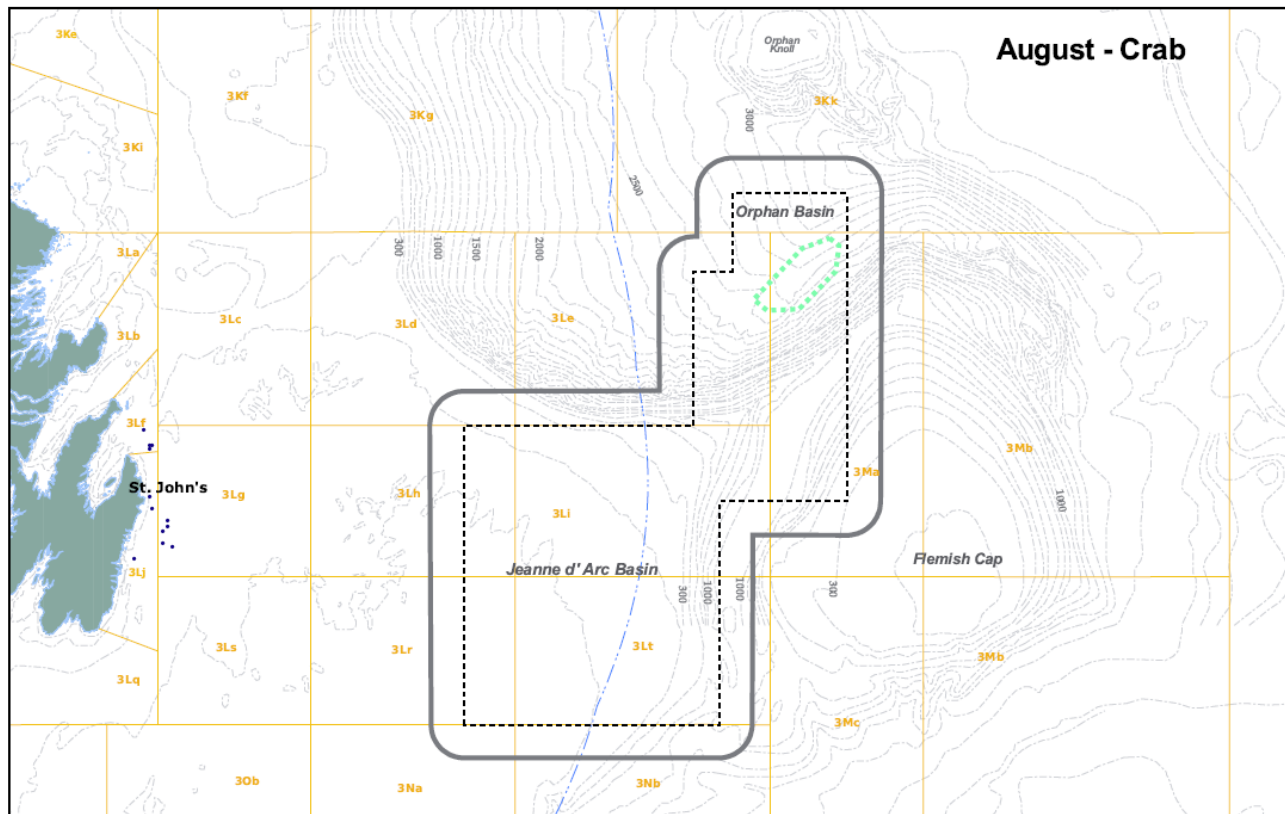 3Ke
Orphan
Knoll
August - Crab
3Kf
3Kg
3Kk
3000
3Ki
2500
Orphan Basin
3La
300
1000
1500
2000
3Lc
3Ld
3Le
3Lb
3Lf
3Ma
3Mb
St. John's
3Lg
3Lh
3Li
1000
Jeanne d' Arc Basin
Flemish Cap
3Lj
300
1000
1000
300
3Ls
3Lr
3Lt
3Mb
3Lq
3Mc
3Ob
3Na
3Nb